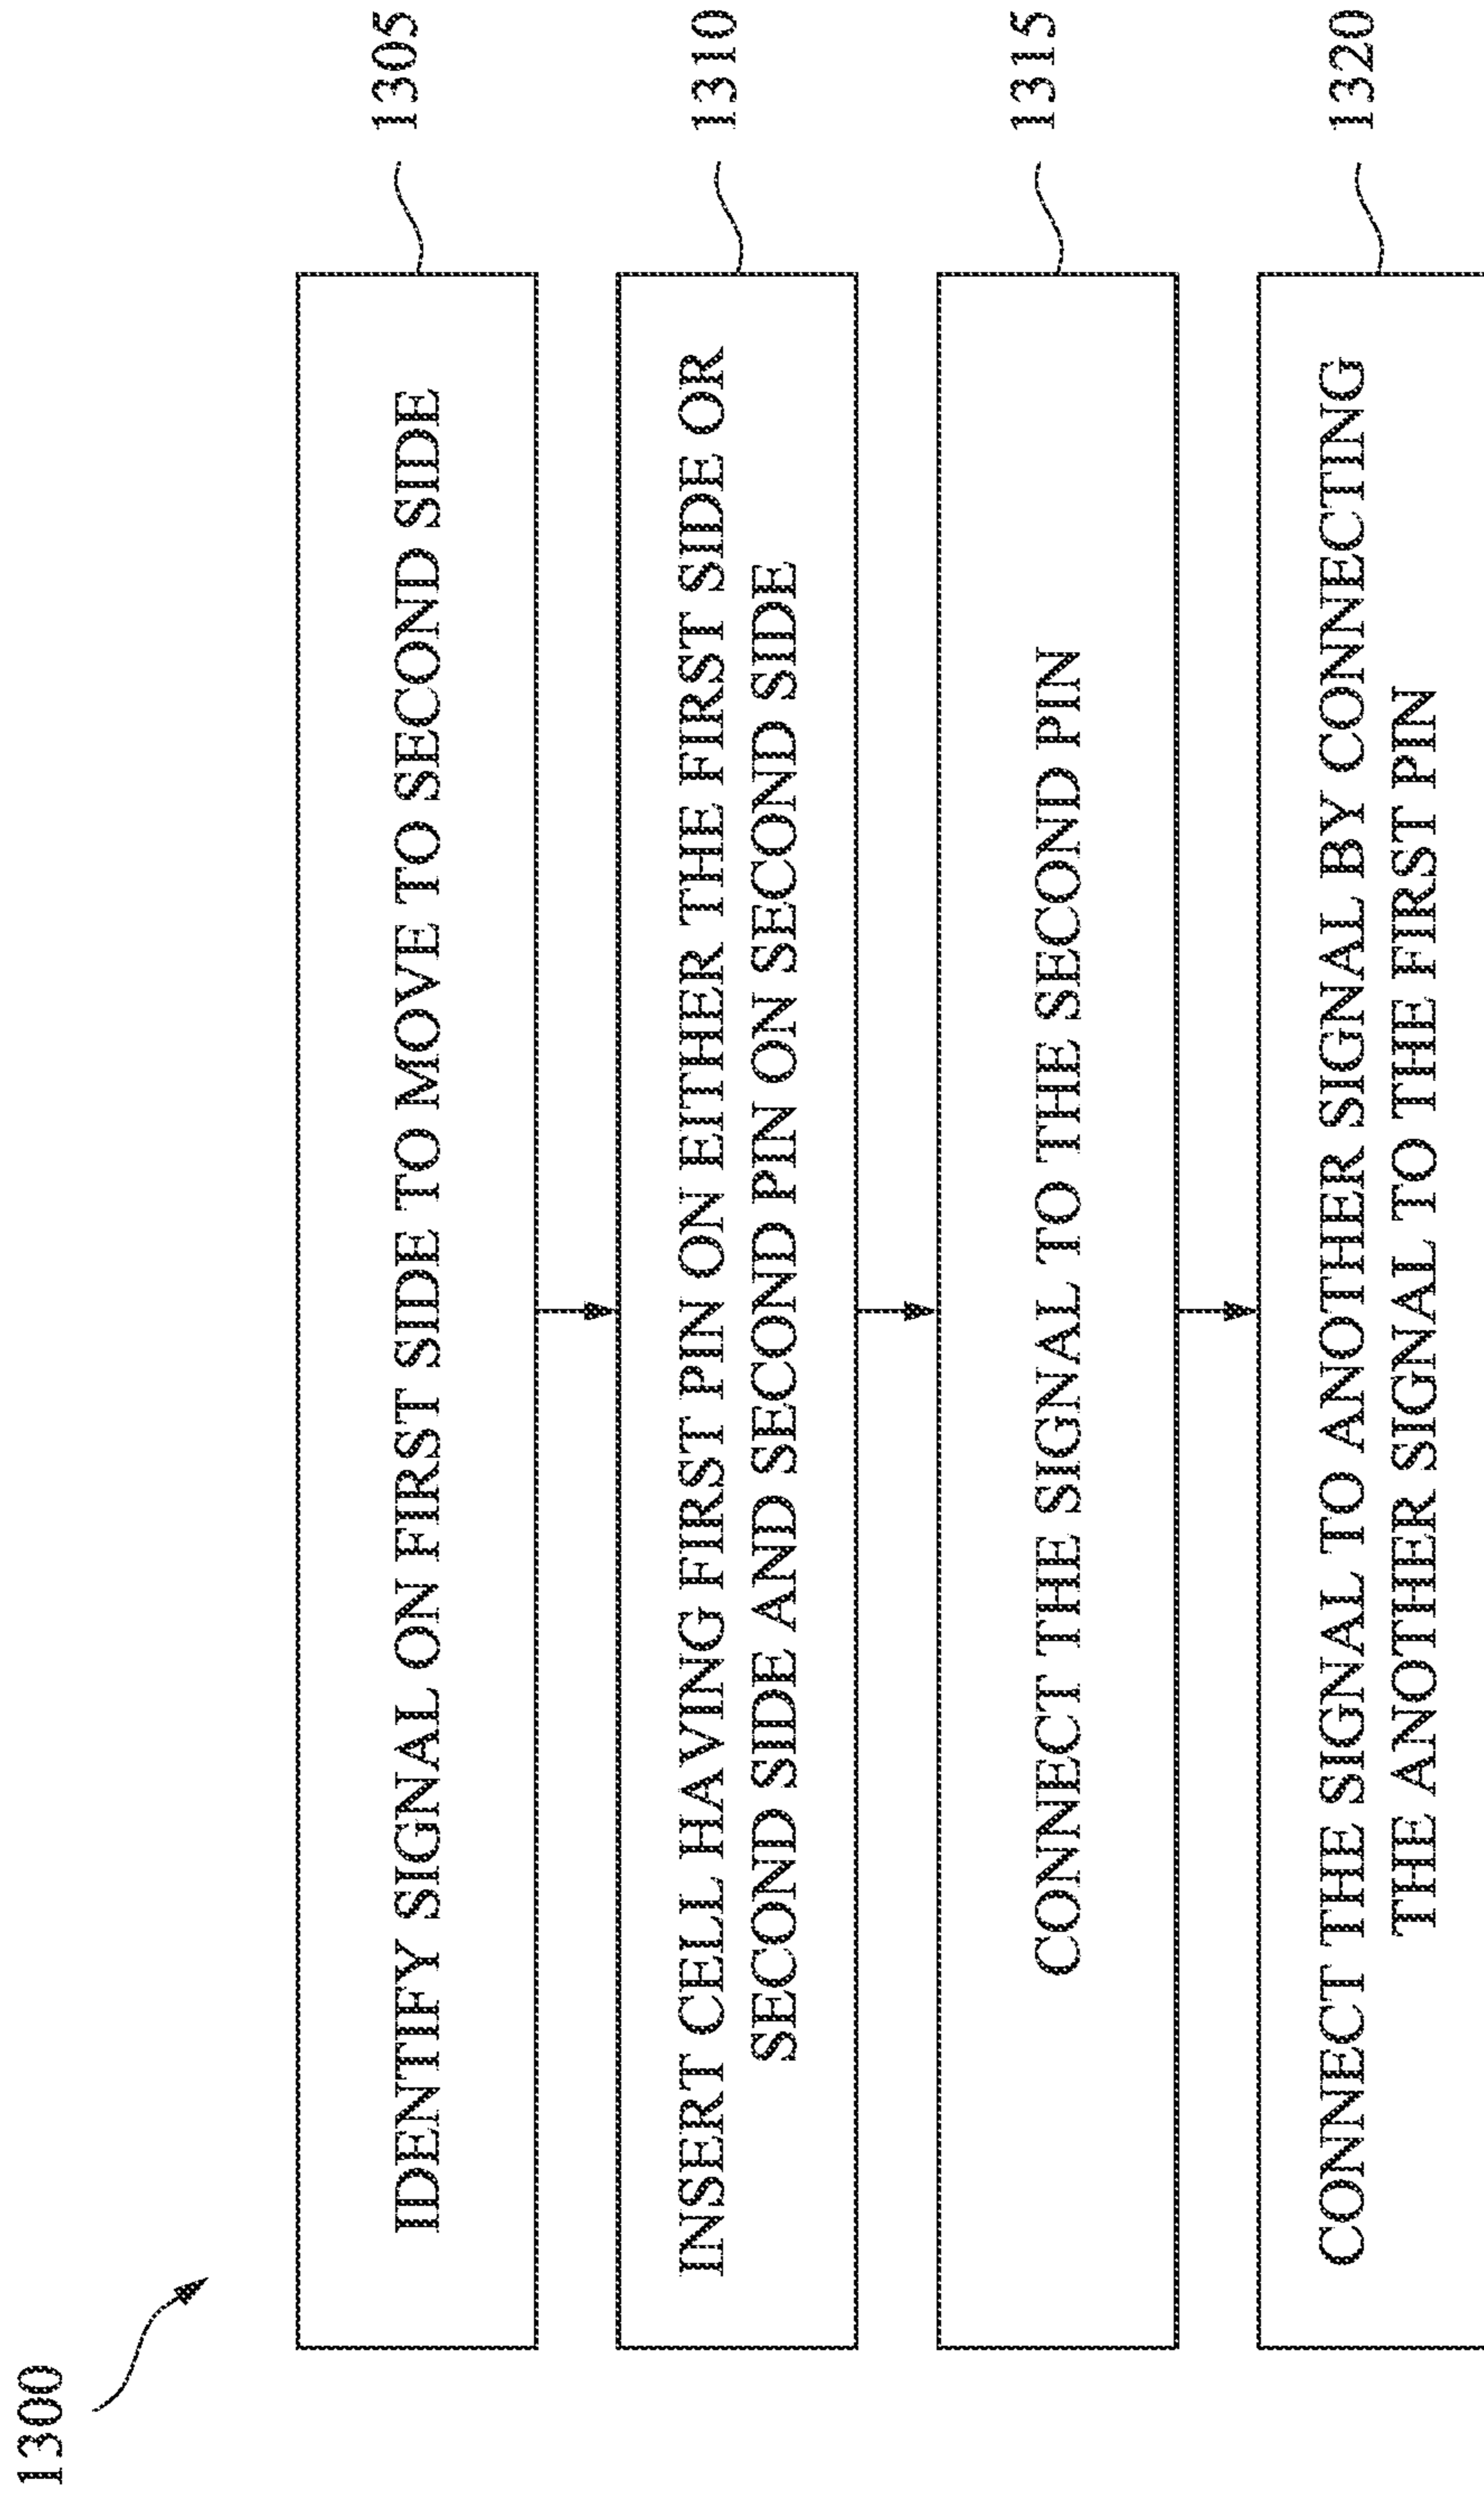 1300
IDENTIFY SIGNAL ON FIRST SIDE TO MOVE TO SECOND SIDE
1305
INSERT CELL HAVING FIRST PIN ON EITHER THE FIRST SIDE OR
SECOND SIDE AND SECOND PIN ON SECOND SIDE
1310
CONNECT THE SIGNAL TO THE SECOND PIN
1315
CONNECT THE SIGNAL TO ANOTHER SIGNAL BY CONNECTING
THE ANOTHER SIGNAL TO THE FIRST PIN
1320